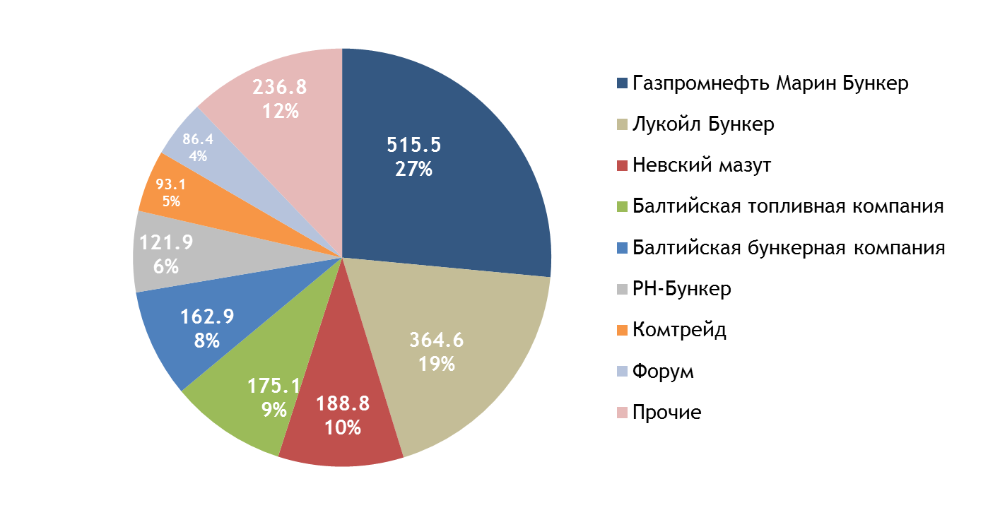 236.8
12%
86.4
4%
515.5
27%
93.1
5%
121.9
6%
162.9
8%
364.6
19%
175.1
9%
188.8
10%
Газпромнефть Марин Бункер
Лукойл Бункер
Невский мазут
Балтийская топливная компания
Балтийская бункерная компания
РН-Бункер
Комтрейд
Форум
Прочие